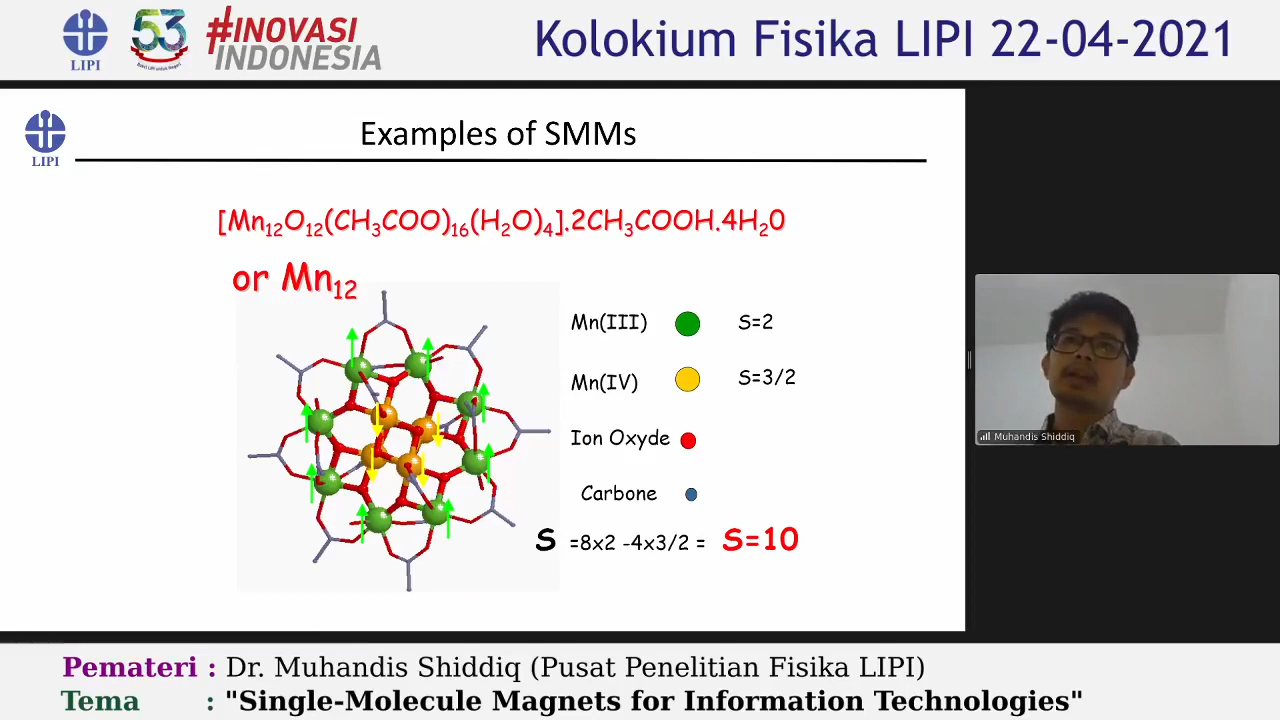 LIPI
53
#INOVASI
INDONESIA
Kolokium Fisika LIPI 22-04-2021
LIPI
Examples of SMMs
[Mn₁₂O₁₂(CH₃COO)₁₆(H₂O)₄].2CH₃COOH.4H₂0
or Mn₁₂
Mn(III) S=2
Mn(IV) S=3/2
Ion Oxyde
Carbone
S =8x2 -4x3/2 = S=10
Muhandis Shiddiq
Pemateri : Dr. Muhandis Shiddiq (Pusat Penelitian Fisika LIPI)
Tema : "Single-Molecule Magnets for Information Technologies"